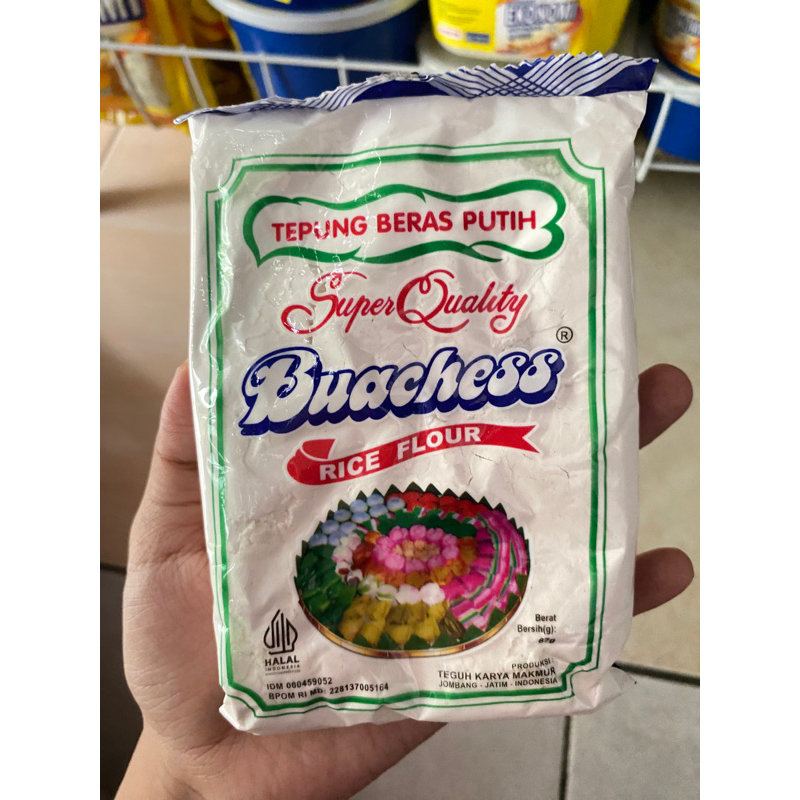 TEPUNG BERAS PUTIH
Super Quality
Buachess ®
RICE FLOUR
HALAL
INDONESIA
Berat
Bersih(g):
IDM 060459052
BPOM RI MD: 228137005164
PRODUKSI
TEGUH KARYA MAKMUR
JOMBANG - JATIM - INDONESIA